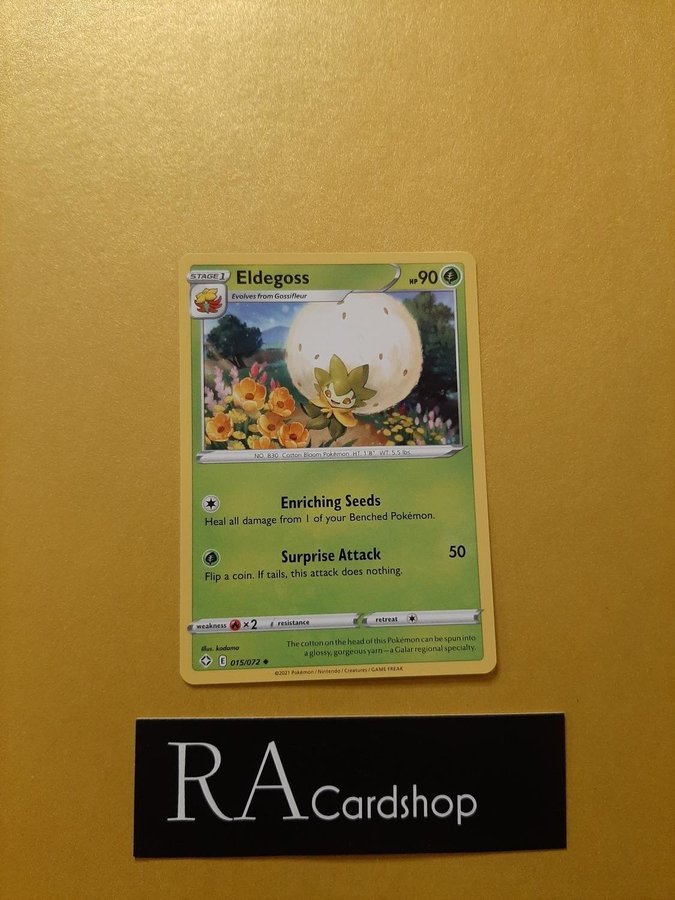 STAGE 1 Eldegoss HP 90
Evolves from Gossifleur
NO. 830 Cotton Bloom Pokémon HT 1'8" WT 5.5 lbs.
Enriching Seeds
Heal all damage from 1 of your Benched Pokémon.
Surprise Attack 50
Flip a coin. If tails, this attack does nothing.
weakness ×2 resistance retreat
Illus. kodama
The cotton on the head of this Pokémon can be spun into
a glossy, gorgeous yarn—a Galar regional specialty.
E 015/072
©2021 Pokémon / Nintendo / Creatures / GAME FREAK
RA Cardshop